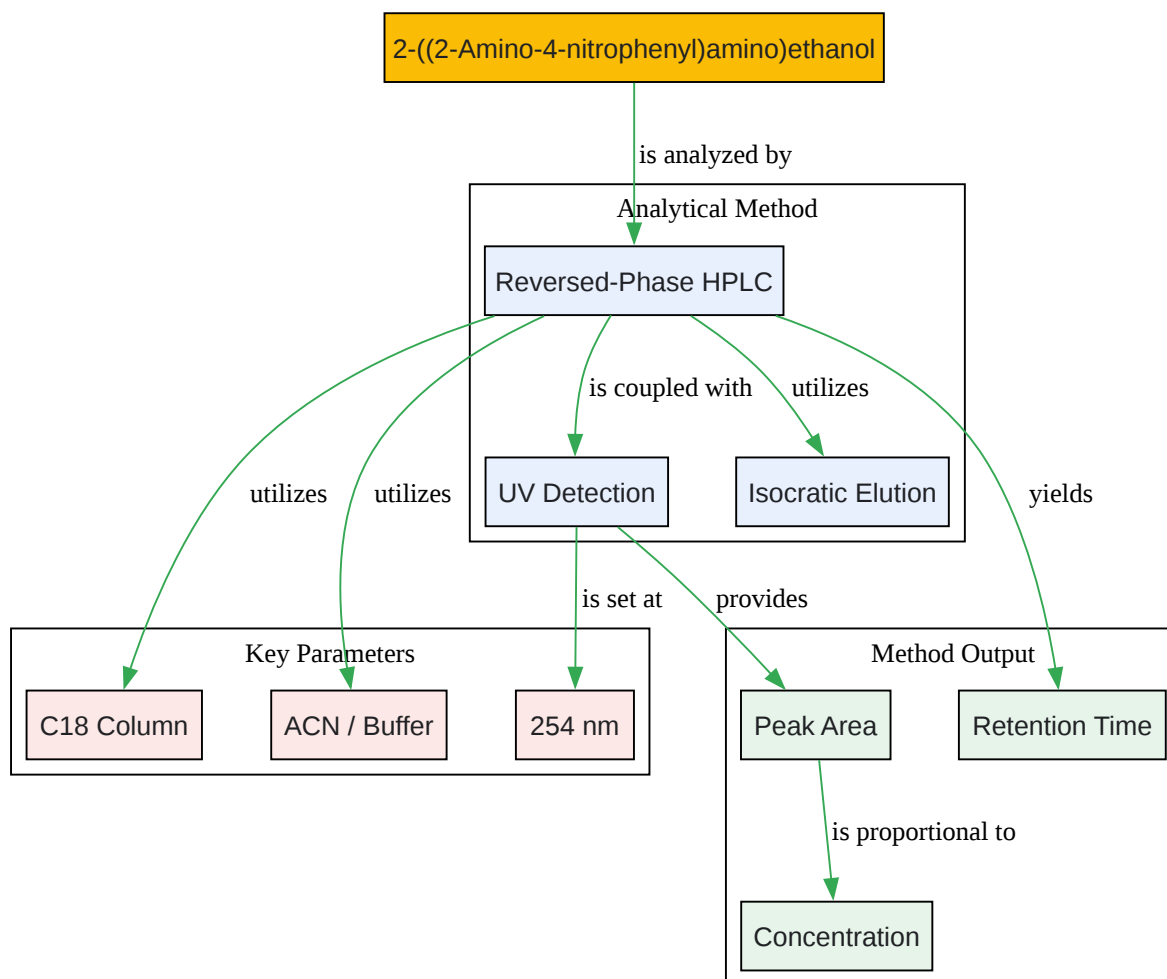 2-((2-Amino-4-nitrophenyl)amino)ethanol
is analyzed by
Analytical Method
Reversed-Phase HPLC
is coupled with
utilizes
utilizes
utilizes
yields
UV Detection
Isocratic Elution
is set at
provides
Key Parameters
Method Output
C18 Column
ACN / Buffer
254 nm
Peak Area
Retention Time
is proportional to
Concentration